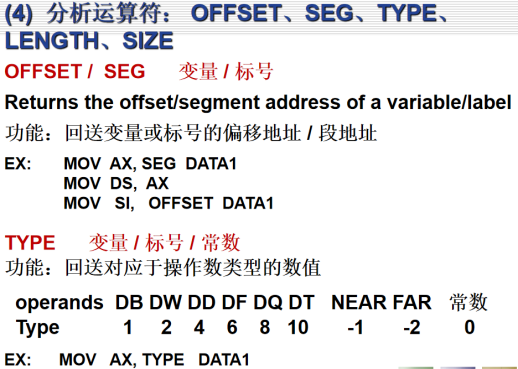 (4) 分析运算符： OFFSET、SEG、TYPE、
LENGTH、SIZE
OFFSET / SEG 变量 / 标号
Returns the offset/segment address of a variable/label
功能：回送变量或标号的偏移地址 / 段地址
EX: MOV AX, SEG DATA1
MOV DS, AX
MOV SI, OFFSET DATA1
TYPE 变量 / 标号 / 常数
功能：回送对应于操作数类型的数值
operands DB DW DD DF DQ DT NEAR FAR 常数
Type 1 2 4 6 8 10 -1 -2 0
EX: MOV AX, TYPE DATA1